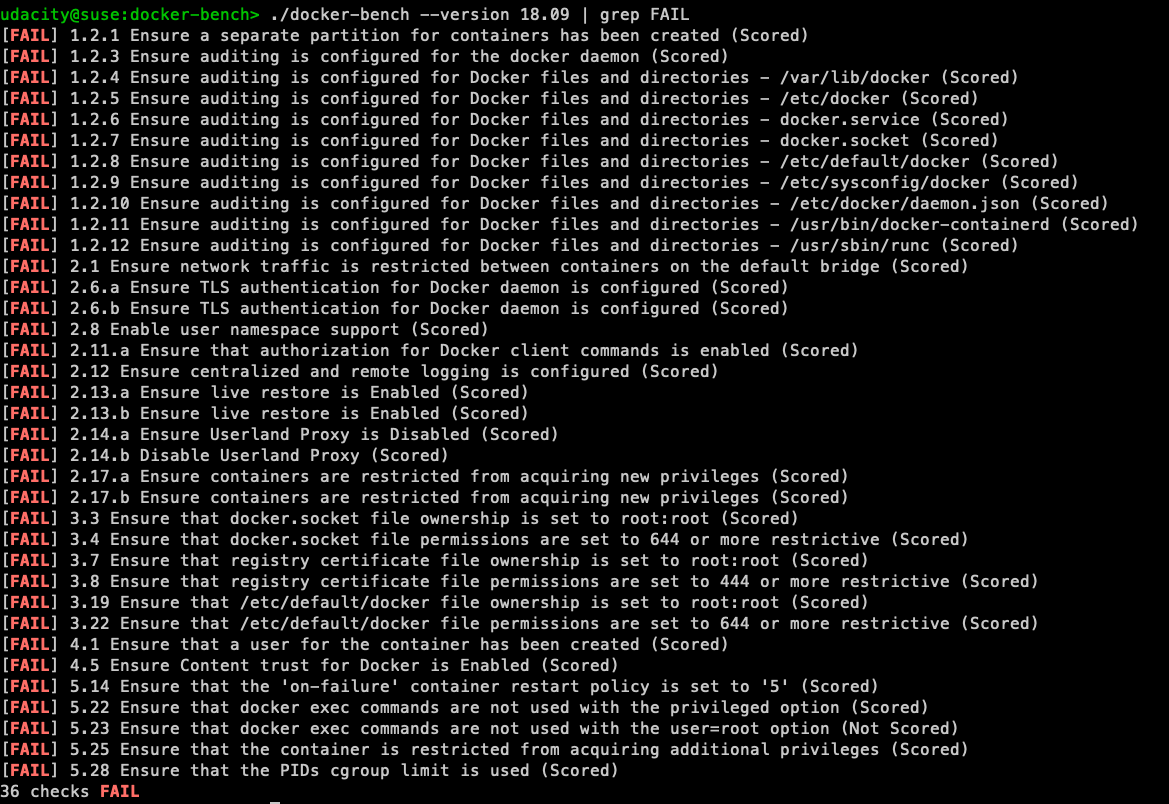 udacity@suse:docker-bench> ./docker-bench --version 18.09 | grep FAIL
[FAIL] 1.2.1 Ensure a separate partition for containers has been created (Scored)
[FAIL] 1.2.3 Ensure auditing is configured for the docker daemon (Scored)
[FAIL] 1.2.4 Ensure auditing is configured for Docker files and directories - /var/lib/docker (Scored)
[FAIL] 1.2.5 Ensure auditing is configured for Docker files and directories - /etc/docker (Scored)
[FAIL] 1.2.6 Ensure auditing is configured for Docker files and directories - docker.service (Scored)
[FAIL] 1.2.7 Ensure auditing is configured for Docker files and directories - docker.socket (Scored)
[FAIL] 1.2.8 Ensure auditing is configured for Docker files and directories - /etc/default/docker (Scored)
[FAIL] 1.2.9 Ensure auditing is configured for Docker files and directories - /etc/sysconfig/docker (Scored)
[FAIL] 1.2.10 Ensure auditing is configured for Docker files and directories - /etc/docker/daemon.json (Scored)
[FAIL] 1.2.11 Ensure auditing is configured for Docker files and directories - /usr/bin/docker-containerd (Scored)
[FAIL] 1.2.12 Ensure auditing is configured for Docker files and directories - /usr/sbin/runc (Scored)
[FAIL] 2.1 Ensure network traffic is restricted between containers on the default bridge (Scored)
[FAIL] 2.6.a Ensure TLS authentication for Docker daemon is configured (Scored)
[FAIL] 2.6.b Ensure TLS authentication for Docker daemon is configured (Scored)
[FAIL] 2.8 Enable user namespace support (Scored)
[FAIL] 2.11.a Ensure that authorization for Docker client commands is enabled (Scored)
[FAIL] 2.12 Ensure centralized and remote logging is configured (Scored)
[FAIL] 2.13.a Ensure live restore is Enabled (Scored)
[FAIL] 2.13.b Ensure live restore is Enabled (Scored)
[FAIL] 2.14.a Ensure Userland Proxy is Disabled (Scored)
[FAIL] 2.14.b Disable Userland Proxy (Scored)
[FAIL] 2.17.a Ensure containers are restricted from acquiring new privileges (Scored)
[FAIL] 2.17.b Ensure containers are restricted from acquiring new privileges (Scored)
[FAIL] 3.3 Ensure that docker.socket file ownership is set to root:root (Scored)
[FAIL] 3.4 Ensure that docker.socket file permissions are set to 644 or more restrictive (Scored)
[FAIL] 3.7 Ensure that registry certificate file ownership is set to root:root (Scored)
[FAIL] 3.8 Ensure that registry certificate file permissions are set to 444 or more restrictive (Scored)
[FAIL] 3.19 Ensure that /etc/default/docker file ownership is set to root:root (Scored)
[FAIL] 3.22 Ensure that /etc/default/docker file permissions are set to 644 or more restrictive (Scored)
[FAIL] 4.1 Ensure that a user for the container has been created (Scored)
[FAIL] 4.5 Ensure Content trust for Docker is Enabled (Scored)
[FAIL] 5.14 Ensure that the 'on-failure' container restart policy is set to '5' (Scored)
[FAIL] 5.22 Ensure that docker exec commands are not used with the privileged option (Scored)
[FAIL] 5.23 Ensure that docker exec commands are not used with the user=root option (Not Scored)
[FAIL] 5.25 Ensure that the container is restricted from acquiring additional privileges (Scored)
[FAIL] 5.28 Ensure that the PIDs cgroup limit is used (Scored)
36 checks FAIL